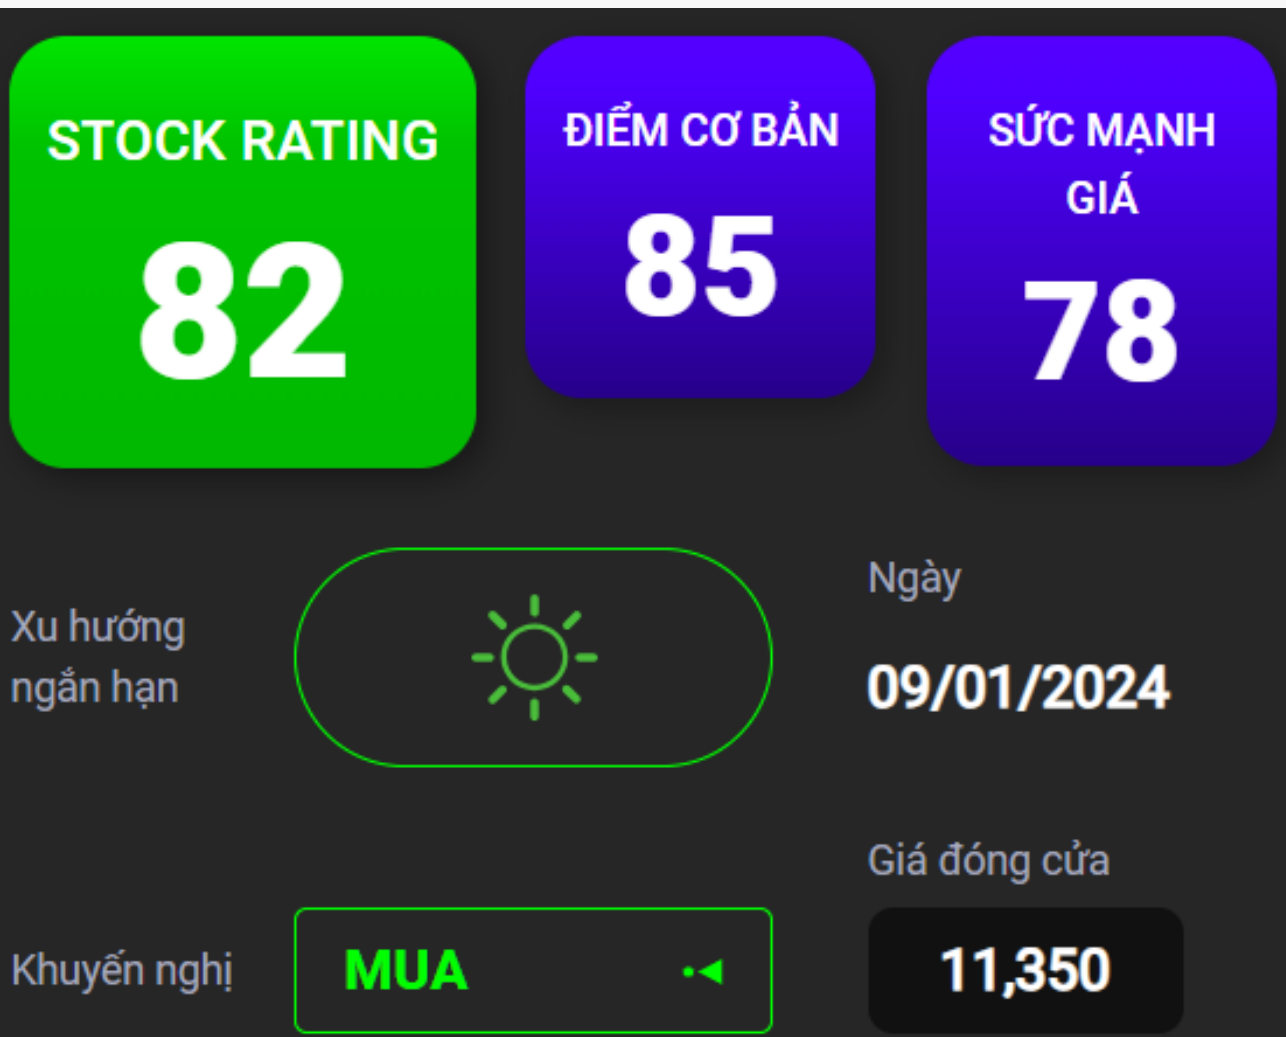 STOCK RATING
82
ĐIỂM CƠ BẢN
85
SỨC MẠNH
GIÁ
78
Xu hướng
ngắn hạn
Ngày
09/01/2024
Khuyến nghị
MUA
Giá đóng cửa
11,350